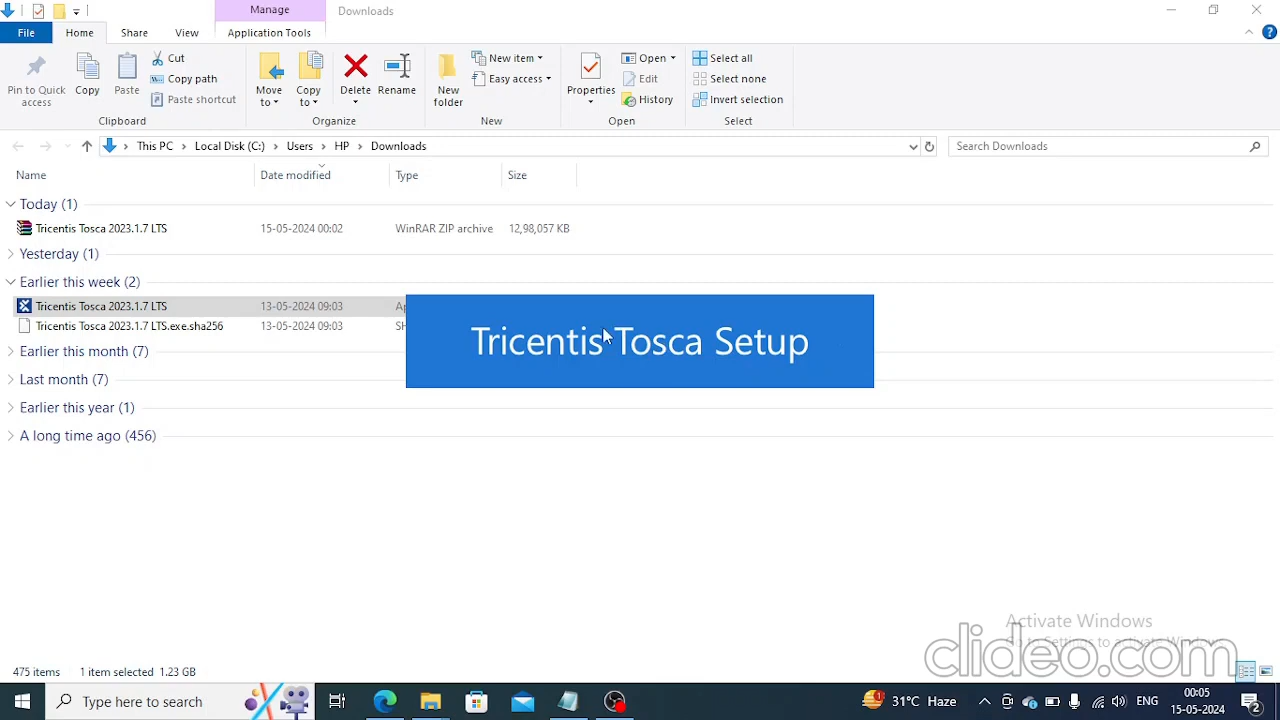 Manage
Downloads
File
Home
Share
View
Application Tools
Pin to Quick access
Copy
Paste
Cut
Copy path
Paste shortcut
Clipboard
Move to
Copy to
Delete
Rename
Organize
New folder
New item
Easy access
New
Properties
Open
Edit
History
Open
Select all
Select none
Invert selection
Select
This PC
Local Disk (C:)
Users
HP
Downloads
Search Downloads
Name
Date modified
Type
Size
Today (1)
Tricentis Tosca 2023.1.7 LTS 15-05-2024 00:02 WinRAR ZIP archive 12,98,057 KB
Yesterday (1)
Earlier this week (2)
Tricentis Tosca 2023.1.7 LTS 13-05-2024 09:03
Tricentis Tosca 2023.1.7 LTS.exe.sha256 13-05-2024 09:03
Tricentis Tosca Setup
Earlier this month (7)
Last month (7)
Earlier this year (1)
A long time ago (456)
Activate Windows
Go to Settings to activate Windows.
clideo.com
475 items
1 item selected 1.23 GB
Type here to search
1
31°C Haze
ENG
00:05
15-05-2024
2